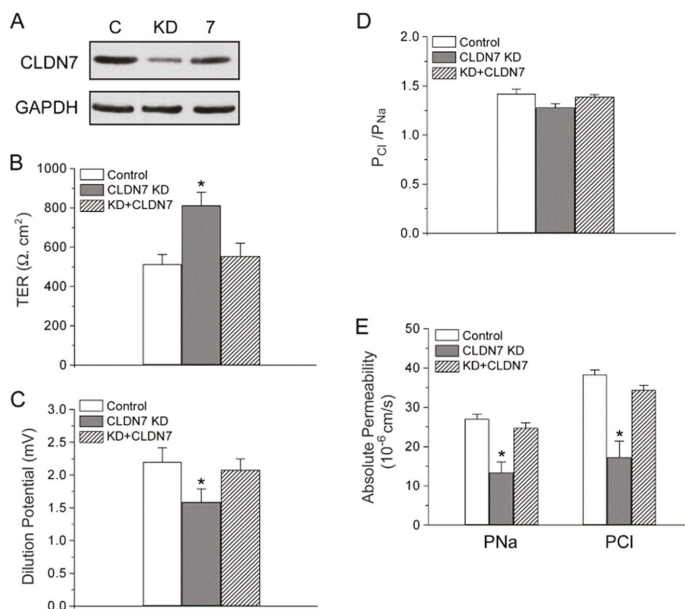 A
C KD 7
CLDN7
GAPDH
B
Control
CLDN7 KD
KD+CLDN7
*
TER (Ω. cm²)
1000
800
600
400
200
0
C
Control
CLDN7 KD
KD+CLDN7
*
Dilution Potential (mV)
3.0
2.5
2.0
1.5
1.0
0.5
0.0
D
Control
CLDN7 KD
KD+CLDN7
PCl /PNa
2.0
1.5
1.0
0.5
0.0
E
Control
CLDN7 KD
KD+CLDN7
* *
Absolute Permeability
(10⁻⁶ cm/s)
50
40
30
20
10
0
PNa PCl